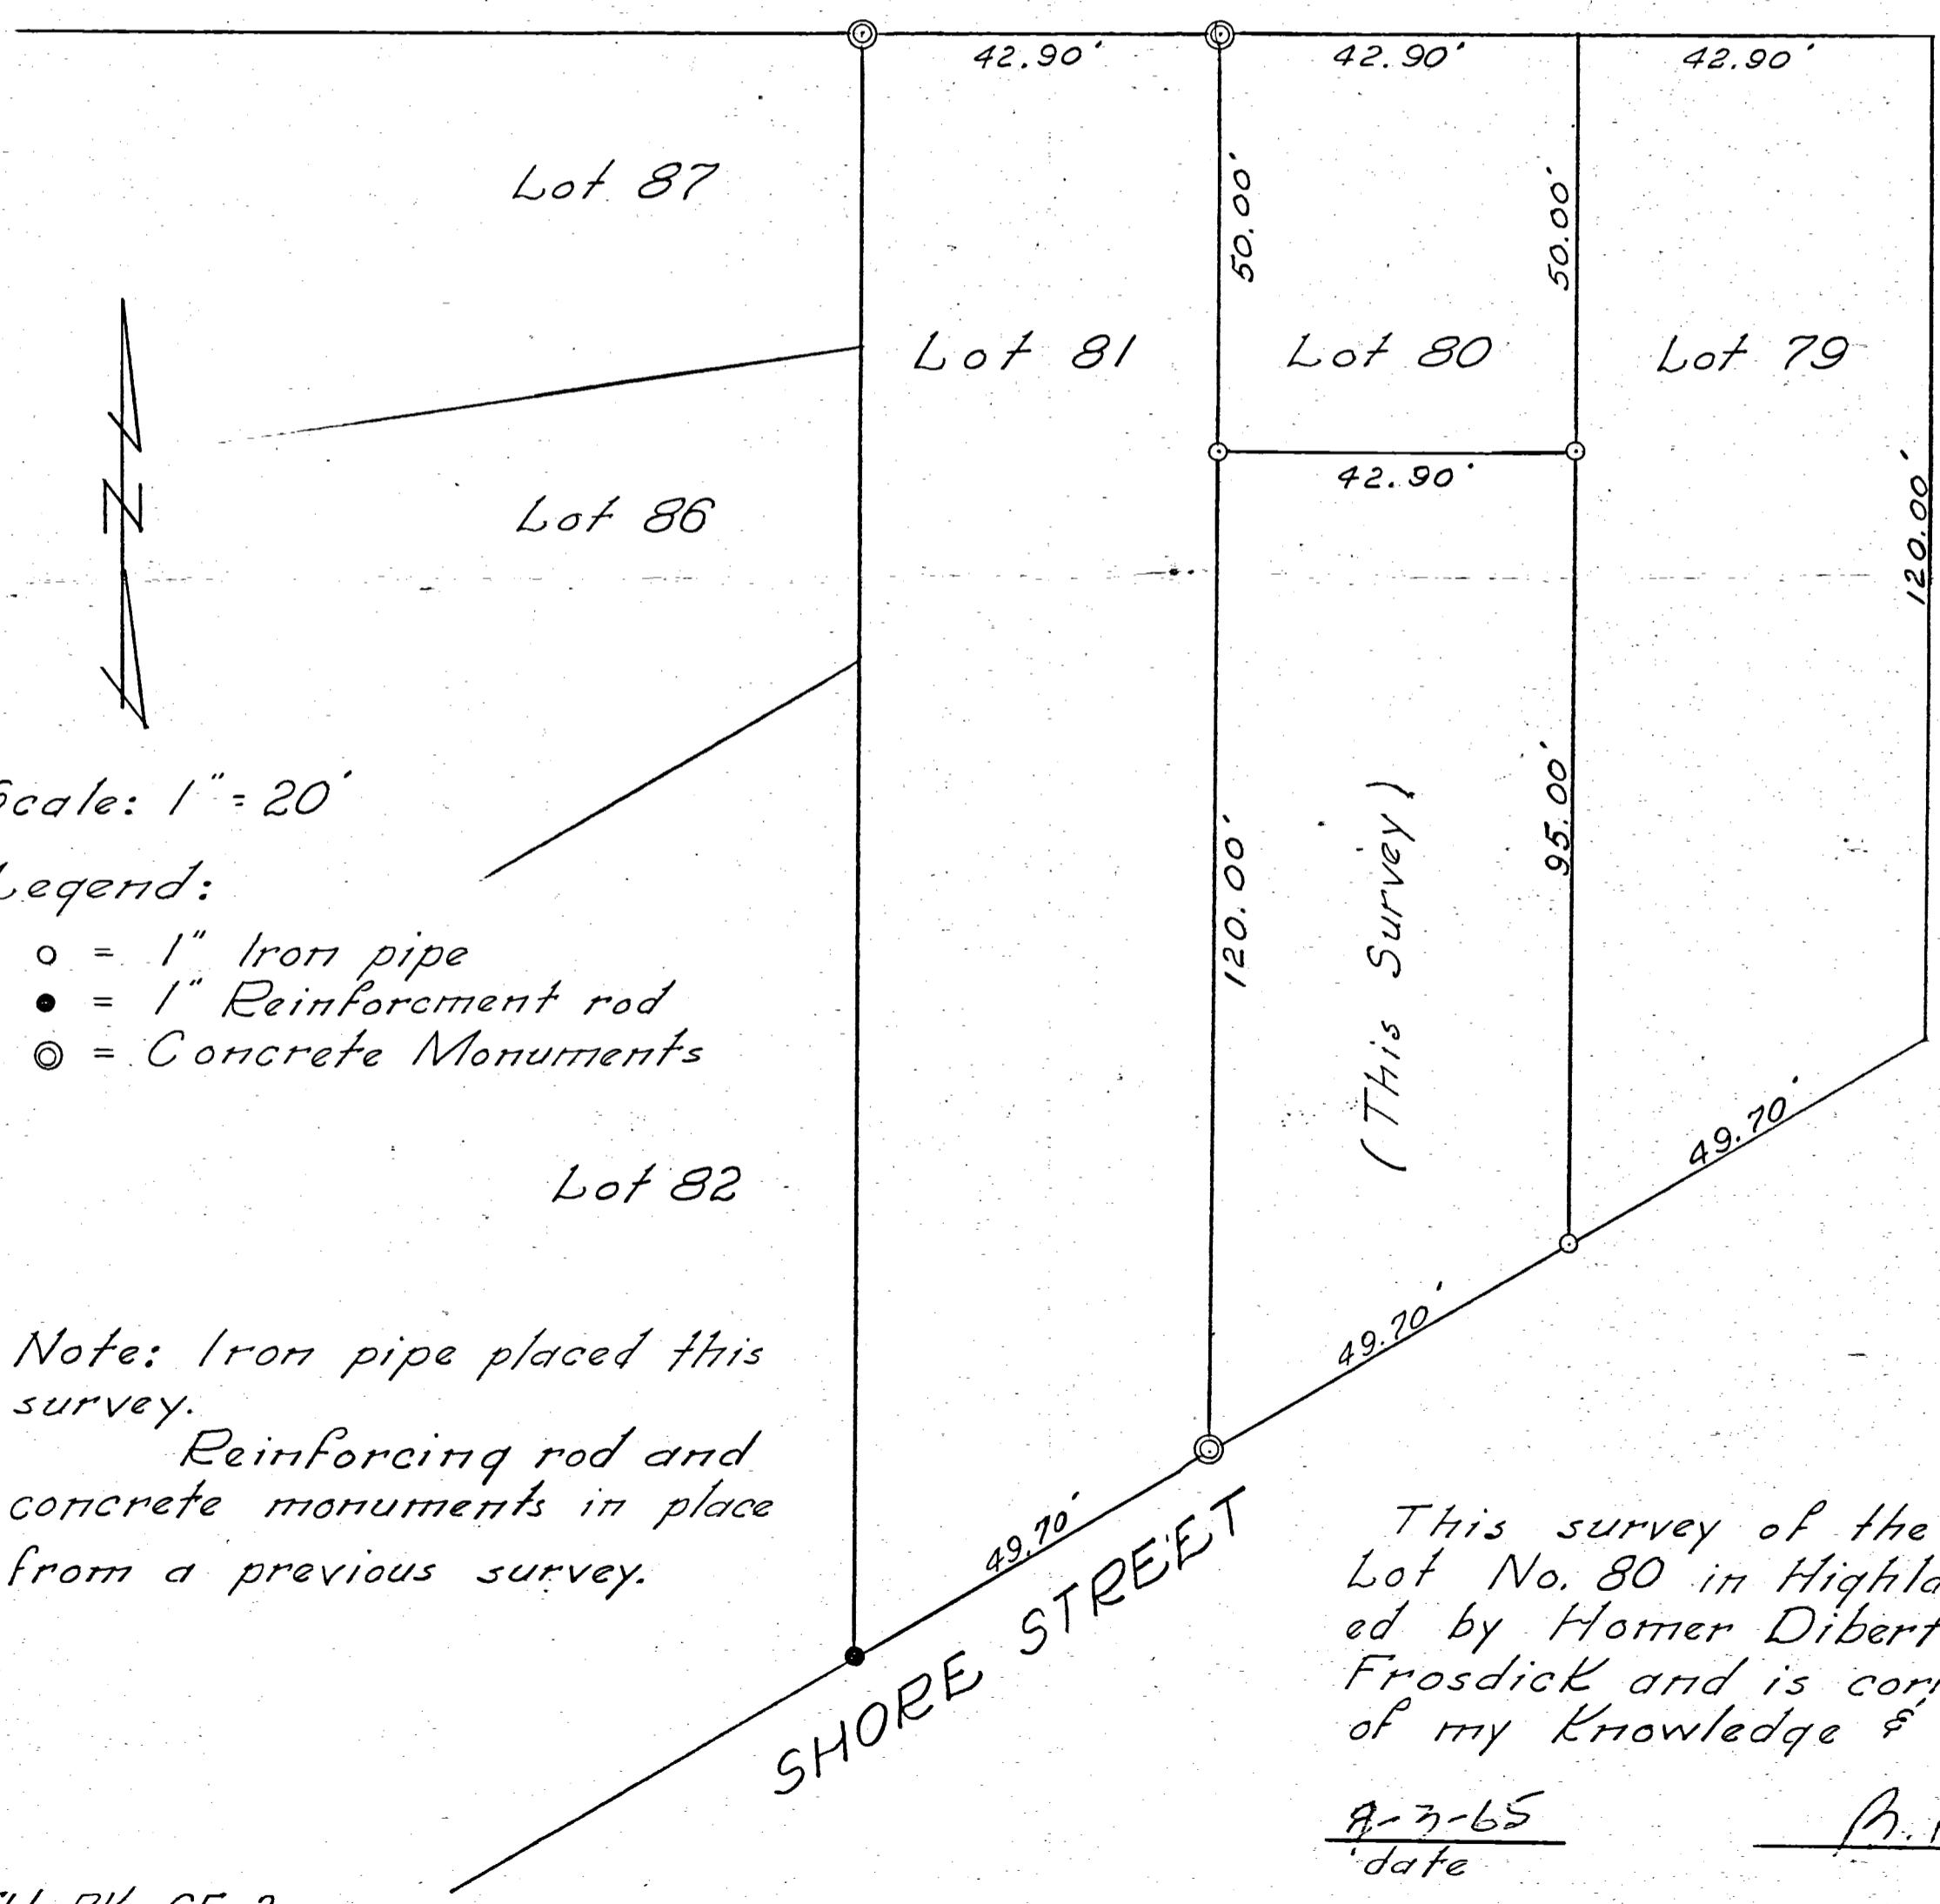 42.90'
42.90'
42.90'
Lot 87
50.00'
50.00'
Lot 81
Lot 80
Lot 79
42.90'
N
Lot 86
120.00'
Scale: 1" = 20'
Legend:
o = 1" Iron pipe
● = 1" Reinforcment rod
◎ = Concrete Monuments
120.00'
(This Survey)
95.00'
Lot 82
49.70'
49.70'
49.70'
Note: Iron pipe placed this
survey.
Reinforcing rod and
concrete monuments in place
from a previous survey.
SHORE STREET
This survey of the
Lot No. 80 in Highla
ed by Homer Dibert
Frosdick and is corr
of my Knowledge &
-3-65
date